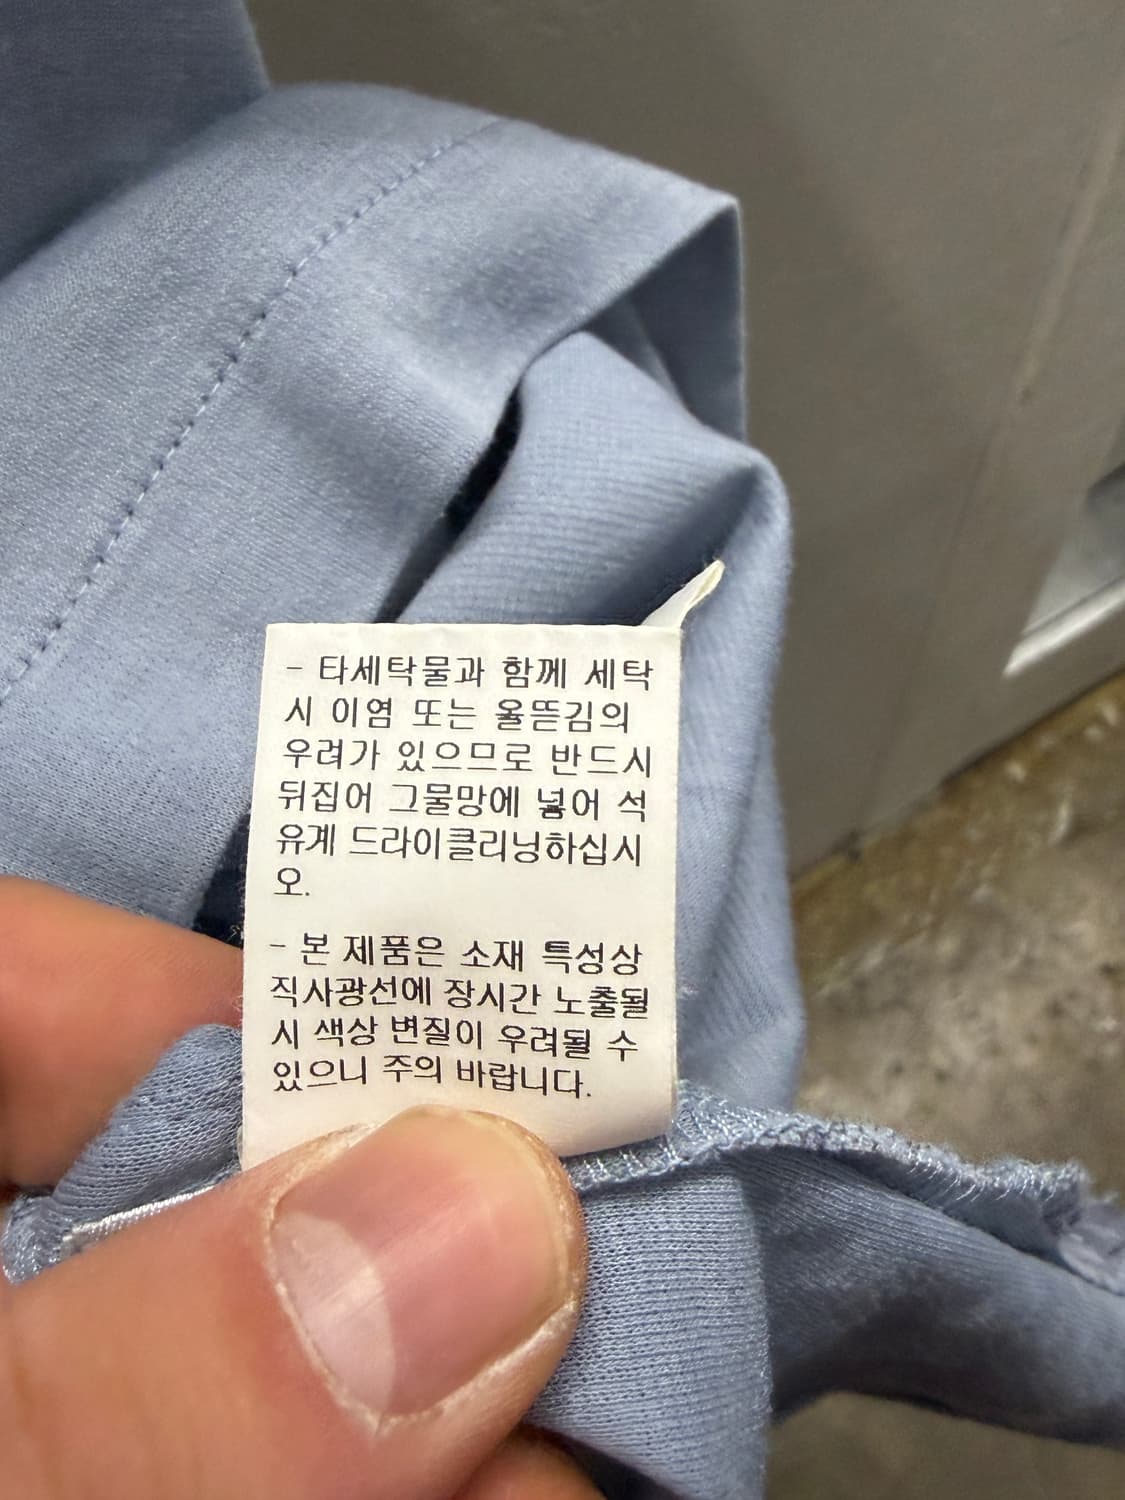 - 타세탁물과 함께 세탁
시 이염 또는 올뜯김의
우려가 있으므로 반드시
뒤집어 그물망에 넣어 석
유계 드라이클리닝하십시
오.
- 본 제품은 소재 특성상
직사광선에 장시간 노출될
시 색상 변질이 우려될 수
있으니 주의 바랍니다.